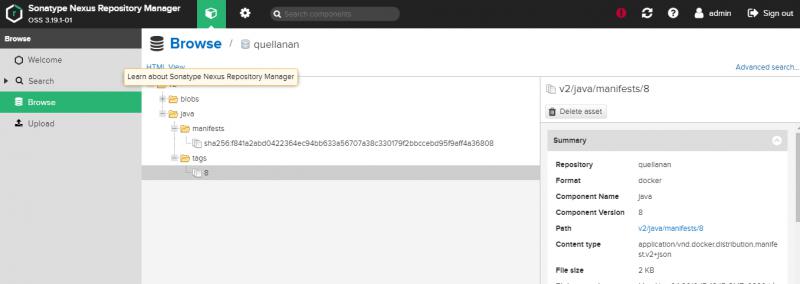 Sonatype Nexus Repository Manager
OSS 3.19.1-01
Search components
admin
Sign out
Browse
Welcome
Search
Browse
Upload
Browse / quellanan
HTML View
Advanced search...
Learn about Sonatype Nexus Repository Manager
v2
blobs
java
manifests
sha256:f841a2abd0422364ec94bb633a56707a38c330179f2bbccebd95f9aff4a36808
tags
8
v2/java/manifests/8
Delete asset
Summary
Repository quellanan
Format docker
Component Name java
Component Version 8
Path v2/java/manifests/8
Content type application/vnd.docker.distribution.manifest.v2+json
File size 2 KB